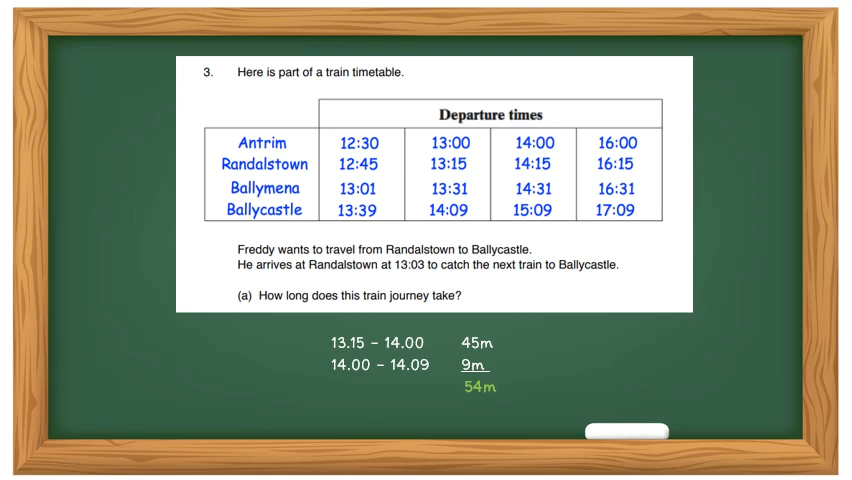 3. Here is part of a train timetable.
Departure times
Antrim 12:30 13:00 14:00 16:00
Randalstown 12:45 13:15 14:15 16:15
Ballymena 13:01 13:31 14:31 16:31
Ballycastle 13:39 14:09 15:09 17:09
Freddy wants to travel from Randalstown to Ballycastle.
He arrives at Randalstown at 13:03 to catch the next train to Ballycastle.
(a) How long does this train journey take?
13.15 – 14.00 45m
14.00 – 14.09 9m
54m